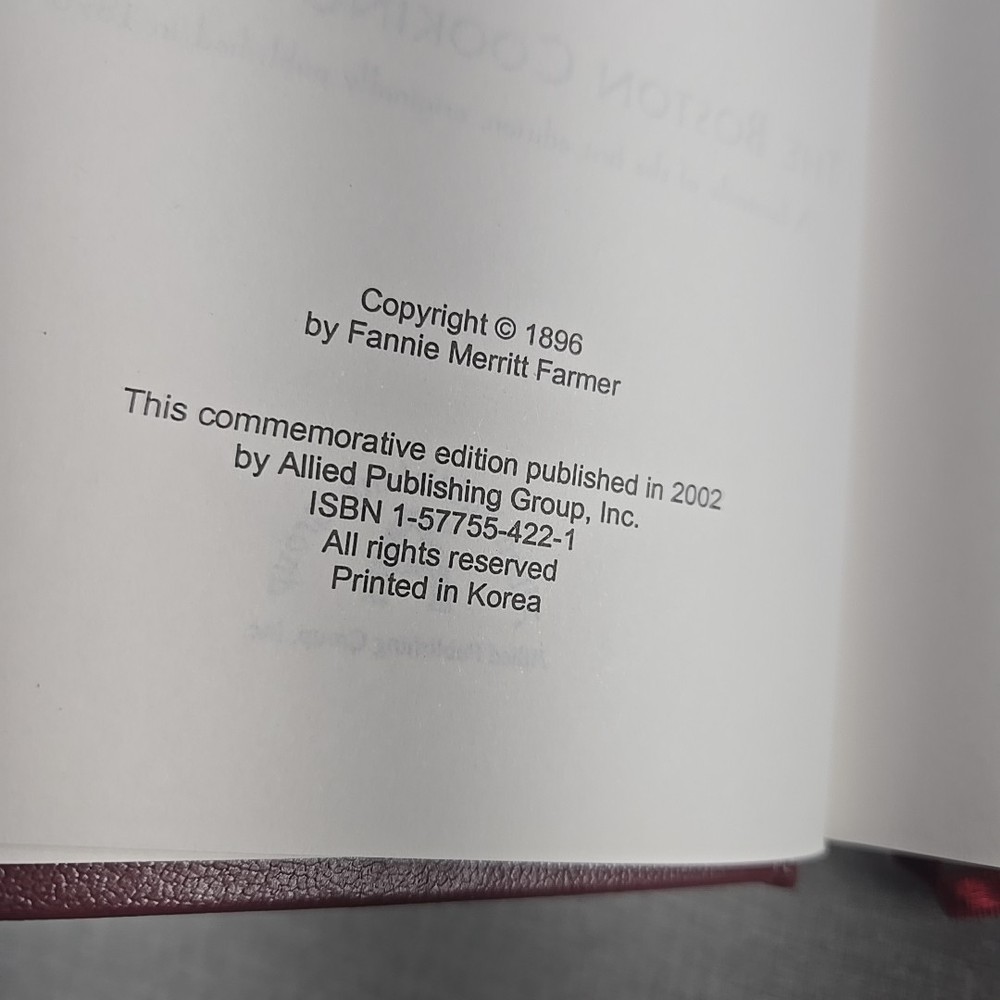 Copyright © 1896
by Fannie Merritt Farmer
This commemorative edition published in 2002
by Allied Publishing Group, Inc.
ISBN 1-57755-422-1
All rights reserved
Printed in Korea